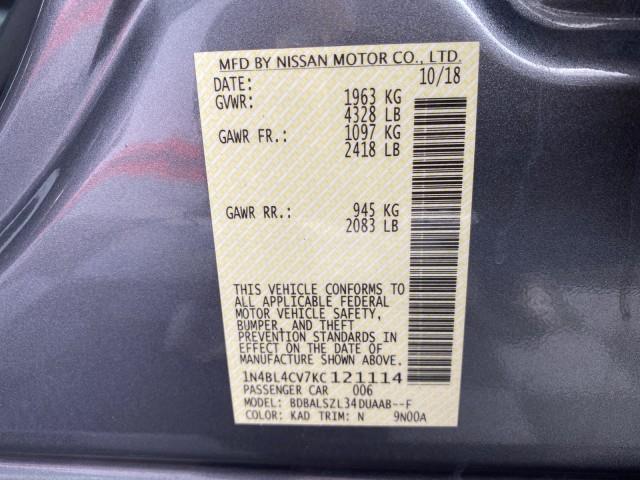 MFD BY NISSAN MOTOR CO., LTD.
DATE: 10/18
GVWR: 1963 KG
4328 LB
GAWR FR.: 1097 KG
2418 LB
GAWR RR.: 945 KG
2083 LB
THIS VEHICLE CONFORMS TO
ALL APPLICABLE FEDERAL
MOTOR VEHICLE SAFETY,
BUMPER, AND THEFT
PREVENTION STANDARDS IN
EFFECT ON THE DATE OF
MANUFACTURE SHOWN ABOVE.
1N4BL4CV7KC121114
PASSENGER CAR 006
MODEL: BDBALSZL34DUAAB--F
COLOR: KAD TRIM: N 9N00A